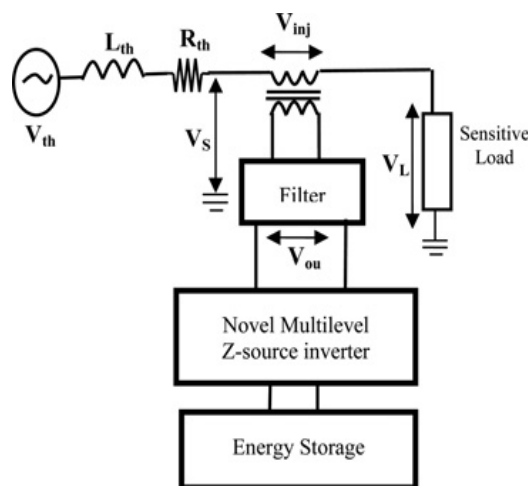 V_inj
L_th
R_th
V_th
V_S
Sensitive
Load
V_L
Filter
V_ou
Novel Multilevel
Z-source inverter
Energy Storage